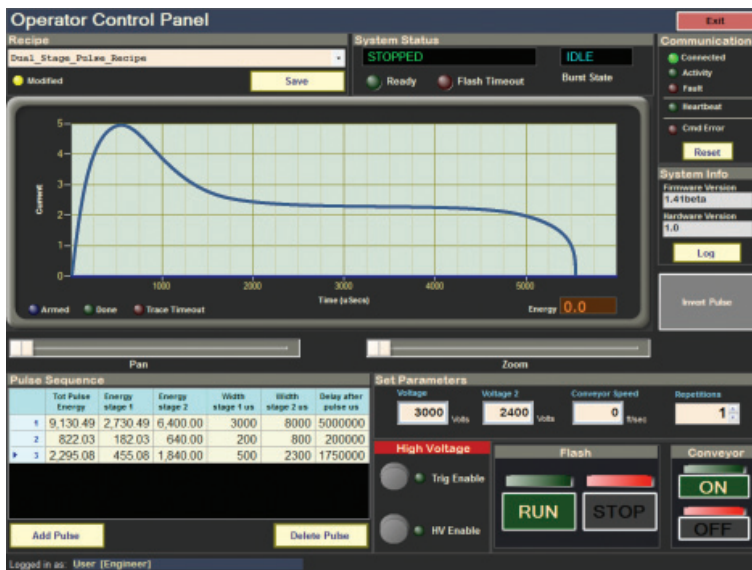 Operator Control Panel
Exit
Recipe
Dual_Stage_Pulse_Recipe
Modified
Save
System Status
STOPPED
IDLE
Ready
Flash Timeout
Burst State
Communication
Connected
Activity
Fault
Heartbeat
Cmd Error
Reset
System Info
Firmware Version
1.41beta
Hardware Version
1.0
Log
Invert Pulse
Current
5
4
3
2
1
0
1000 2000 3000 4000 5000
Time (uSecs)
Armed Done Trace Timeout
Energy 0.0
Pan
Zoom
Pulse Sequence
Tot Pulse Energy Energy stage 1 Energy stage 2 Width stage 1 us Width stage 2 us Delay after pulse us
1 9,130.49 2,730.49 6,400.00 3000 8000 5000000
2 822.03 182.03 640.00 200 800 200000
3 2,295.08 455.08 1,840.00 500 2300 1750000
Add Pulse
Delete Pulse
Set Parameters
Voltage Voltage 2 Conveyor Speed Repetitions
3000 Volts 2400 Volts 0 ft/sec 1
High Voltage
Trig Enable
HV Enable
Flash
RUN STOP
Conveyor
ON
OFF
Logged in as: User [Engineer]